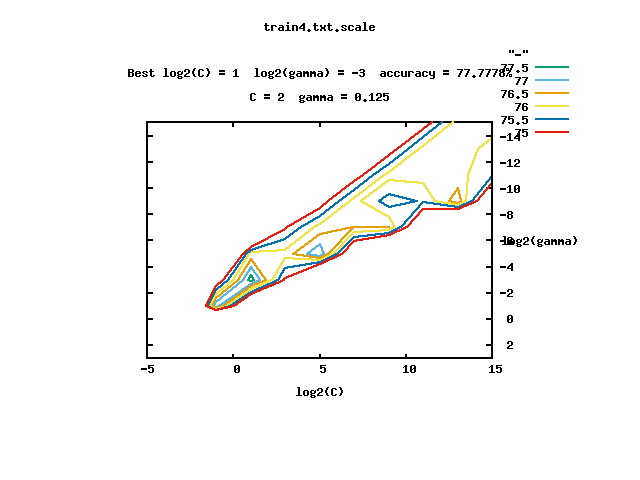 train4.txt.scale
"-"
Best log2(C) = 1 log2(gamma) = -3 accuracy = 77.7778%
77.5
77
C = 2 gamma = 0.125
76.5
76
75.5
75
-14
-12
-10
-8
-6
log2(gamma)
-4
-2
0
2
-5 0 5 10 15
log2(C)